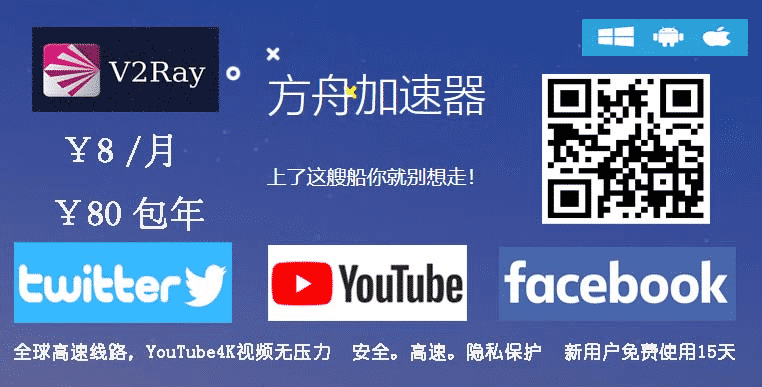 V2Ray
方舟加速器
￥8 /月
上了这艘船你就别想走！
￥80 包年
twitter
YouTube
facebook
全球高速线路，YouTube4K视频无压力 安全。高速。隐私保护 新用户免费使用15天